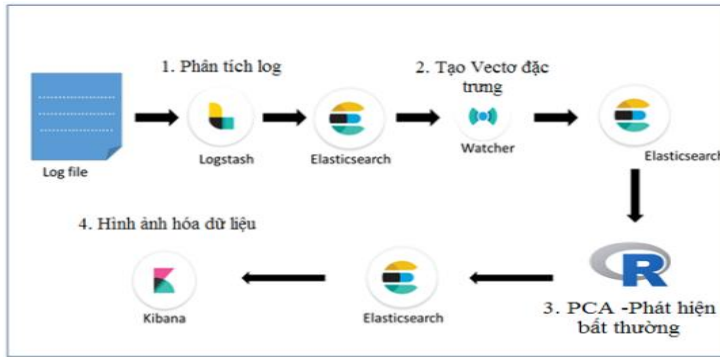 1. Phân tích log
2. Tạo Vectơ đặc
trưng
Log file
Logstash
Elasticsearch
Watcher
Elasticsearch
4. Hình ảnh hóa dữ liệu
R
3. PCA -Phát hiện
bất thường
Kibana
Elasticsearch